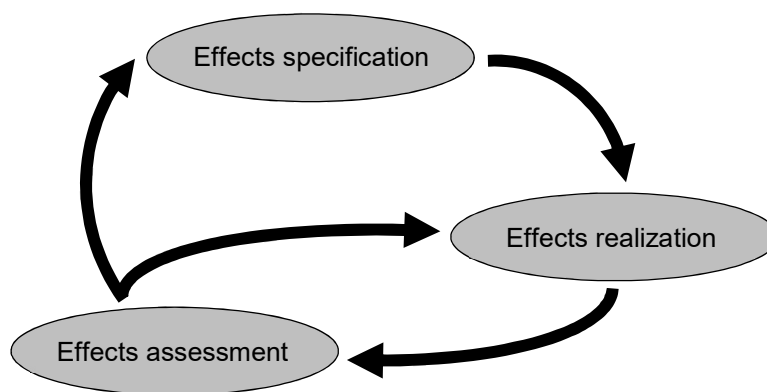 Effects specification
Effects realization
Effects assessment